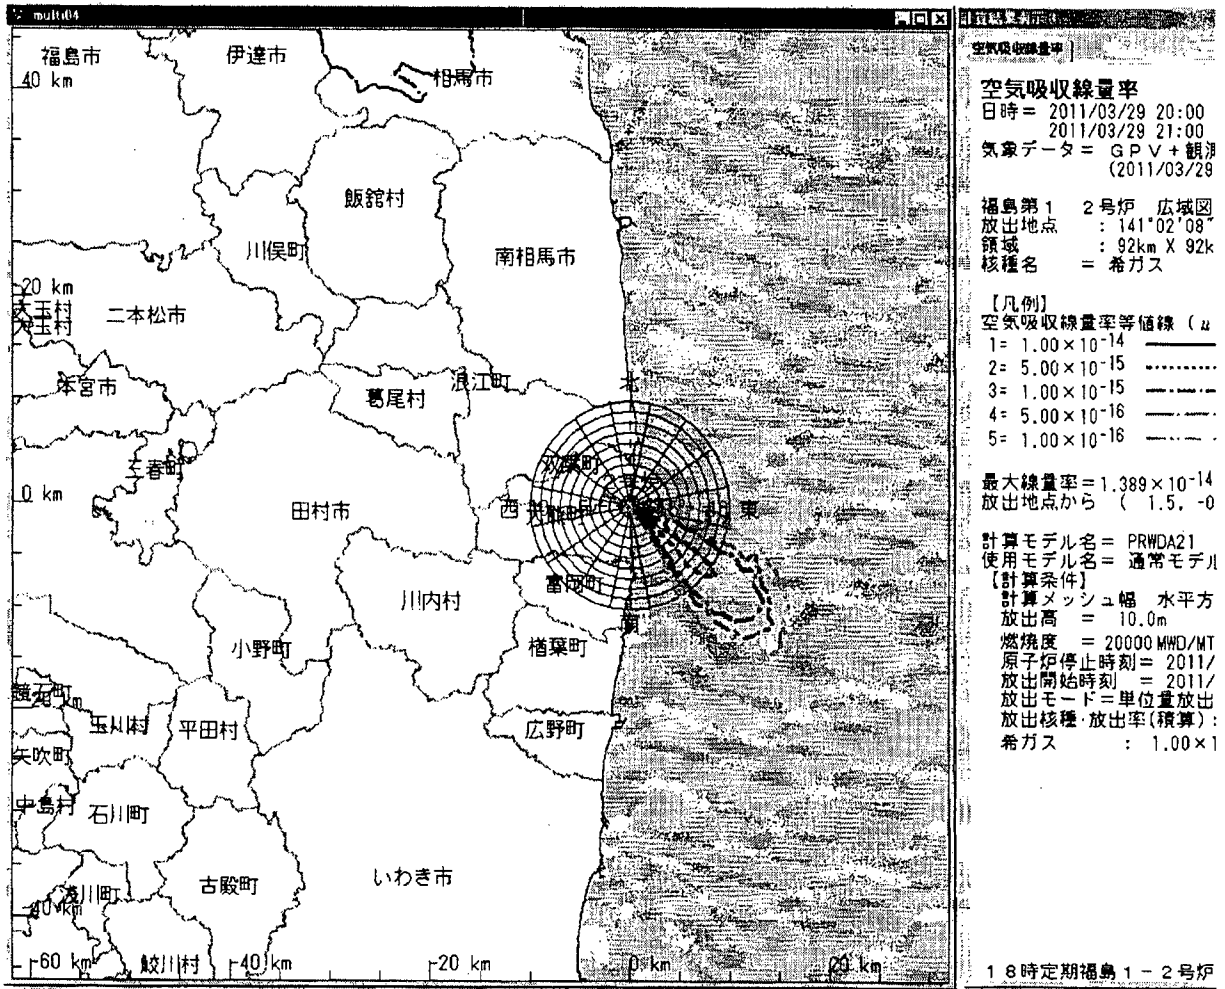 multi04
福島市
伊達市
相馬市
40 km
飯舘村
川俣町
南相馬市
20 km
大玉村
大玉村
二本松市
本宮市
浪江町
葛尾村
北
三春町
双葉町
0 km
田村市
西
東
富岡町
川内村
南
小野町
楢葉町
玉川村
平田村
広野町
矢吹町
中島村
石川町
古殿町
いわき市
浅川町
-40 km
鮫川村
-60 km
-40 km
-20 km
0 km
20 km
空気吸収線量率
空気吸収線量率
日時= 2011/03/29 20:00
2011/03/29 21:00
気象データ= GPV+観測
(2011/03/29
福島第1 2号炉 広域図
放出地点 : 141°02'08"
領域 : 92km X 92k
核種名 = 希ガス
【凡例】
空気吸収線量率等値線 (μ
1= 1.00×10-14
2= 5.00×10-15
3= 1.00×10-15
4= 5.00×10-16
5= 1.00×10-16
最大線量率=1.389×10-14
放出地点から ( 1.5, -0
計算モデル名= PRWDA21
使用モデル名= 通常モデル
【計算条件】
計算メッシュ幅 水平方
放出高 = 10.0m
燃焼度 = 20000MWD/MT
原子炉停止時刻= 2011/
放出開始時刻 = 2011/
放出モード=単位量放出
放出核種・放出率(積算):
希ガス : 1.00×1
18時定期福島1-2号炉